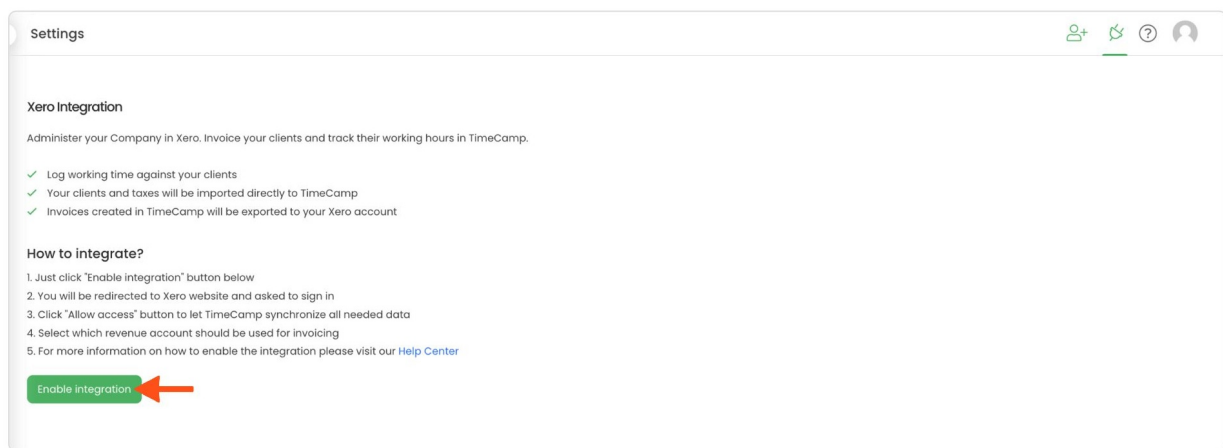 Settings
?
Xero Integration
Administer your Company in Xero. Invoice your clients and track their working hours in TimeCamp.
Log working time against your clients
Your clients and taxes will be imported directly to TimeCamp
Invoices created in TimeCamp will be exported to your Xero account
How to integrate?
1. Just click "Enable integration" button below
2. You will be redirected to Xero website and asked to sign in
3. Click "Allow access" button to let TimeCamp synchronize all needed data
4. Select which revenue account should be used for invoicing
5. For more information on how to enable the integration please visit our Help Center
Enable integration